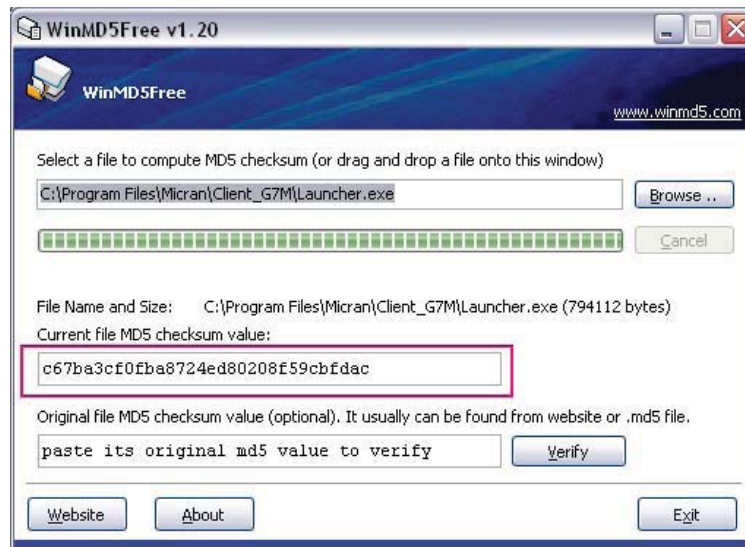 WinMD5Free v1.20
WinMD5Free
www.winmd5.com
Select a file to compute MD5 checksum (or drag and drop a file onto this window)
C:\Program Files\Micran\Client_G7M\Launcher.exe
Browse ..
Cancel
File Name and Size: C:\Program Files\Micran\Client_G7M\Launcher.exe (794112 bytes)
Current file MD5 checksum value:
c67ba3cf0fba8724ed80208f59cbfdac
Original file MD5 checksum value (optional). It usually can be found from website or .md5 file.
paste its original md5 value to verify
Verify
Website
About
Exit